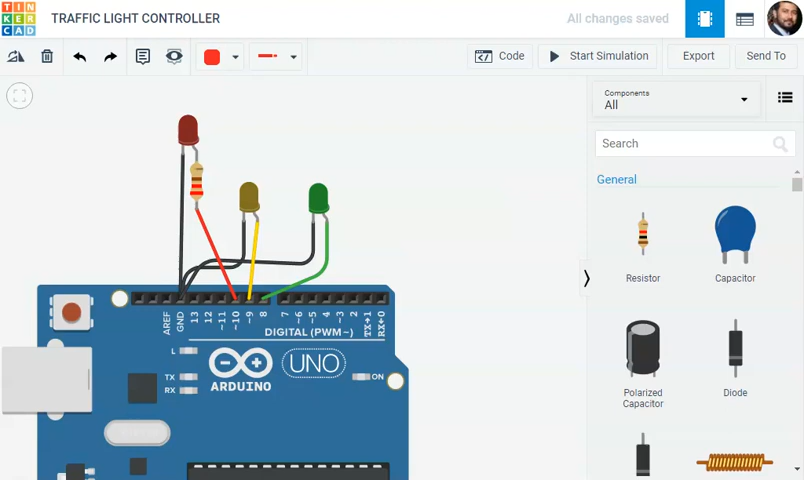 TIN
KER
CAD
TRAFFIC LIGHT CONTROLLER
All changes saved
Code
Start Simulation
Export
Send To
Components
All
Search
General
Resistor
Capacitor
Polarized
Capacitor
Diode
AREF
GND
13
12
~11
~10
~9
8
7
~6
~5
4
~3
2
TX→1
RX←0
DIGITAL (PWM~)
L
TX
RX
ARDUINO
UNO
ON